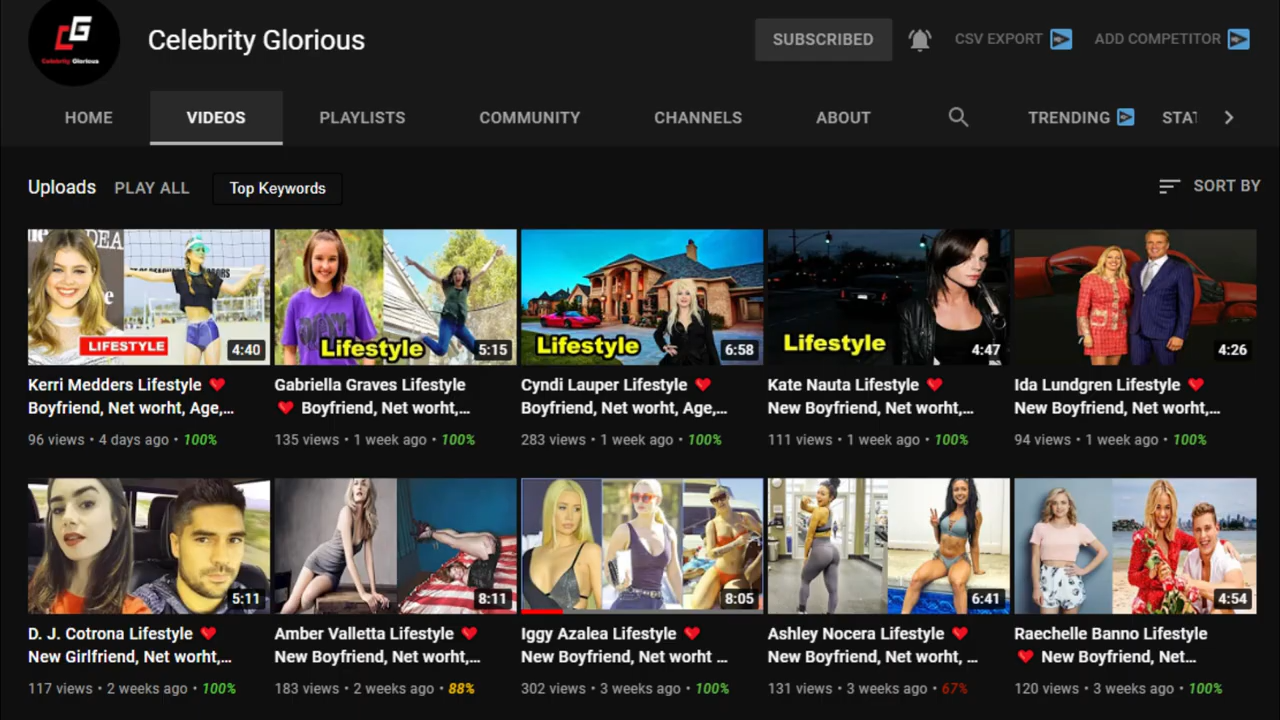 CG
Celebrity Glorious
Celebrity Glorious
SUBSCRIBED
CSV EXPORT
ADD COMPETITOR
HOME
VIDEOS
PLAYLISTS
COMMUNITY
CHANNELS
ABOUT
TRENDING
Uploads
PLAY ALL
Top Keywords
SORT BY
LIFESTYLE
4:40
Lifestyle
5:15
Lifestyle
6:58
Lifestyle
4:47
4:26
Kerri Medders Lifestyle ❤️
Boyfriend, Net worht, Age,...
96 views • 4 days ago • 100%
Gabriella Graves Lifestyle
❤️ Boyfriend, Net worht,...
135 views • 1 week ago • 100%
Cyndi Lauper Lifestyle ❤️
Boyfriend, Net worht, Age,...
283 views • 1 week ago • 100%
Kate Nauta Lifestyle ❤️
New Boyfriend, Net worht,...
111 views • 1 week ago • 100%
Ida Lundgren Lifestyle ❤️
New Boyfriend, Net worht,...
94 views • 1 week ago • 100%
5:11
8:11
8:05
6:41
4:54
D. J. Cotrona Lifestyle ❤️
New Girlfriend, Net worht,...
117 views • 2 weeks ago • 100%
Amber Valletta Lifestyle ❤️
New Boyfriend, Net worht,...
183 views • 2 weeks ago • 88%
Iggy Azalea Lifestyle ❤️
New Boyfriend, Net worht ...
302 views • 3 weeks ago • 100%
Ashley Nocera Lifestyle ❤️
New Boyfriend, Net worht, ...
131 views • 3 weeks ago • 67%
Raechelle Banno Lifestyle
❤️ New Boyfriend, Net...
120 views • 3 weeks ago • 100%